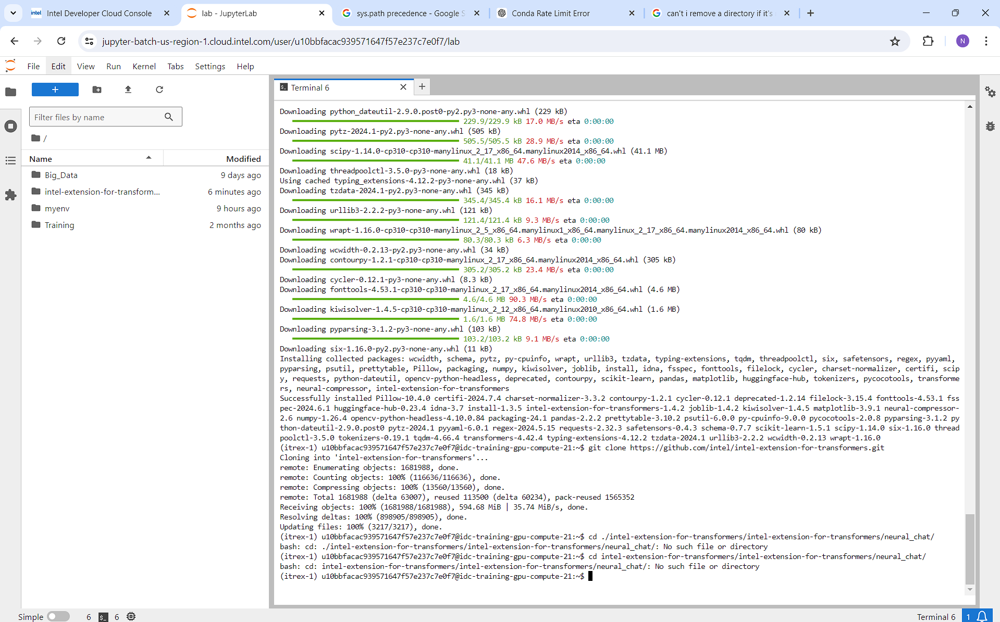 intel Intel Developer Cloud Console
lab - JupyterLab
sys.path precedence - Google S
Conda Rate Limit Error
can't i remove a directory if it's
jupyter-batch-us-region-1.cloud.intel.com/user/u10bbfacac939571647f57e237c7e0f7/lab
N
File Edit View Run Kernel Tabs Settings Help
Terminal 6
Filter files by name
/
Name Modified
Big_Data 9 days ago
intel-extension-for-transform... 6 minutes ago
myenv 9 hours ago
Training 2 months ago
Downloading python_dateutil-2.9.0.post0-py2.py3-none-any.whl (229 kB)
229.9/229.9 kB 17.0 MB/s eta 0:00:00
Downloading pytz-2024.1-py2.py3-none-any.whl (505 kB)
505.5/505.5 kB 28.9 MB/s eta 0:00:00
Downloading scipy-1.14.0-cp310-cp310-manylinux_2_17_x86_64.manylinux2014_x86_64.whl (41.1 MB)
41.1/41.1 MB 47.6 MB/s eta 0:00:00
Downloading threadpoolctl-3.5.0-py3-none-any.whl (18 kB)
Using cached typing_extensions-4.12.2-py3-none-any.whl (37 kB)
Downloading tzdata-2024.1-py2.py3-none-any.whl (345 kB)
345.4/345.4 kB 16.1 MB/s eta 0:00:00
Downloading urllib3-2.2.2-py3-none-any.whl (121 kB)
121.4/121.4 kB 9.3 MB/s eta 0:00:00
Downloading wrapt-1.16.0-cp310-cp310-manylinux_2_5_x86_64.manylinux1_x86_64.manylinux_2_17_x86_64.manylinux2014_x86_64.whl (80 kB)
80.3/80.3 kB 6.3 MB/s eta 0:00:00
Downloading wcwidth-0.2.13-py2.py3-none-any.whl (34 kB)
Downloading contourpy-1.2.1-cp310-cp310-manylinux_2_17_x86_64.manylinux2014_x86_64.whl (305 kB)
305.2/305.2 kB 23.4 MB/s eta 0:00:00
Downloading cycler-0.12.1-py3-none-any.whl (8.3 kB)
Downloading fonttools-4.53.1-cp310-cp310-manylinux_2_17_x86_64.manylinux2014_x86_64.whl (4.6 MB)
4.6/4.6 MB 90.3 MB/s eta 0:00:00
Downloading kiwisolver-1.4.5-cp310-cp310-manylinux_2_12_x86_64.manylinux2010_x86_64.whl (1.6 MB)
1.6/1.6 MB 74.8 MB/s eta 0:00:00
Downloading pyparsing-3.1.2-py3-none-any.whl (103 kB)
103.2/103.2 kB 9.1 MB/s eta 0:00:00
Downloading six-1.16.0-py2.py3-none-any.whl (11 kB)
Installing collected packages: wcwidth, schema, pytz, py-cpuinfo, wrapt, urllib3, tzdata, typing-extensions, tqdm, threadpoolctl, six, safetensors, regex, pyyaml,
pyparsing, psutil, prettytable, Pillow, packaging, numpy, kiwisolver, joblib, install, idna, fsspec, fonttools, filelock, cycler, charset-normalizer, certifi, scip
y, requests, python-dateutil, opencv-python-headless, deprecated, contourpy, scikit-learn, pandas, matplotlib, huggingface-hub, tokenizers, pycocotools, transforme
rs, neural-compressor, intel-extension-for-transformers
Successfully installed Pillow-10.4.0 certifi-2024.7.4 charset-normalizer-3.3.2 contourpy-1.2.1 cycler-0.12.1 deprecated-1.2.14 filelock-3.15.4 fonttools-4.53.1 fss
pec-2024.6.1 huggingface-hub-0.23.4 idna-3.7 install-1.3.5 intel-extension-for-transformers-1.4.2 joblib-1.4.2 kiwisolver-1.4.5 matplotlib-3.9.1 neural-compressor-
2.6 numpy-1.26.4 opencv-python-headless-4.10.0.84 packaging-24.1 pandas-2.2.2 prettytable-3.10.2 psutil-6.0.0 py-cpuinfo-9.0.0 pycocotools-2.0.8 pyparsing-3.1.2 py
thon-dateutil-2.9.0.post0 pytz-2024.1 pyyaml-6.0.1 regex-2024.5.15 requests-2.32.3 safetensors-0.4.3 schema-0.7.7 scikit-learn-1.5.1 scipy-1.14.0 six-1.16.0 thread
poolctl-3.5.0 tokenizers-0.19.1 tqdm-4.66.4 transformers-4.42.4 typing-extensions-4.12.2 tzdata-2024.1 urllib3-2.2.2 wcwidth-0.2.13 wrapt-1.16.0
(itrex-1) u10bbfacac939571647f57e237c7e0f7@idc-training-gpu-compute-21:~$ git clone https://github.com/intel/intel-extension-for-transformers.git
Cloning into 'intel-extension-for-transformers'...
remote: Enumerating objects: 1681988, done.
remote: Counting objects: 100% (116636/116636), done.
remote: Compressing objects: 100% (13560/13560), done.
remote: Total 1681988 (delta 63007), reused 113500 (delta 60234), pack-reused 1565352
Receiving objects: 100% (1681988/1681988), 594.68 MiB | 35.74 MiB/s, done.
Resolving deltas: 100% (898905/898905), done.
Updating files: 100% (3217/3217), done.
(itrex-1) u10bbfacac939571647f57e237c7e0f7@idc-training-gpu-compute-21:~$ cd ./intel-extension-for-transformers/intel-extension-for-transformers/neural_chat/
bash: cd: ./intel-extension-for-transformers/intel-extension-for-transformers/neural_chat/: No such file or directory
(itrex-1) u10bbfacac939571647f57e237c7e0f7@idc-training-gpu-compute-21:~$ cd intel-extension-for-transformers/intel-extension-for-transformers/neural_chat/
bash: cd: intel-extension-for-transformers/intel-extension-for-transformers/neural_chat/: No such file or directory
(itrex-1) u10bbfacac939571647f57e237c7e0f7@idc-training-gpu-compute-21:~$
Simple 6 6 Terminal 6 1